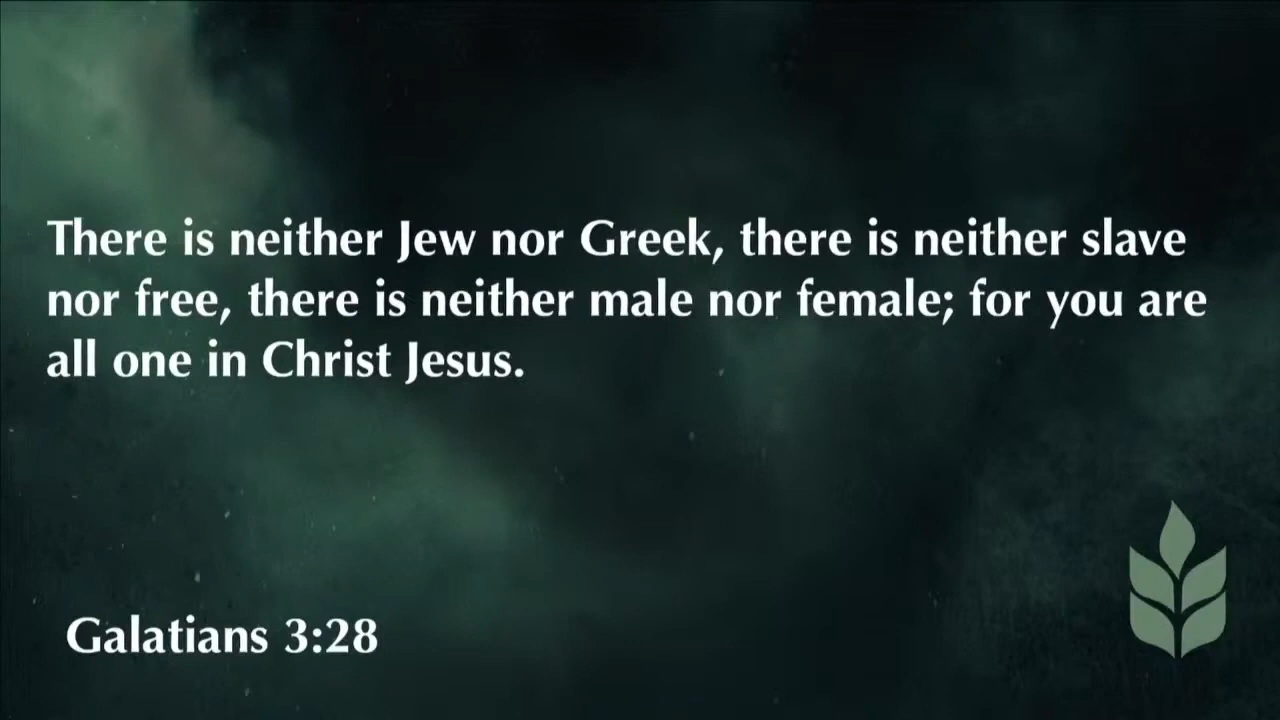 There is neither Jew nor Greek, there is neither slave
nor free, there is neither male nor female; for you are
all one in Christ Jesus.
Galatians 3:28